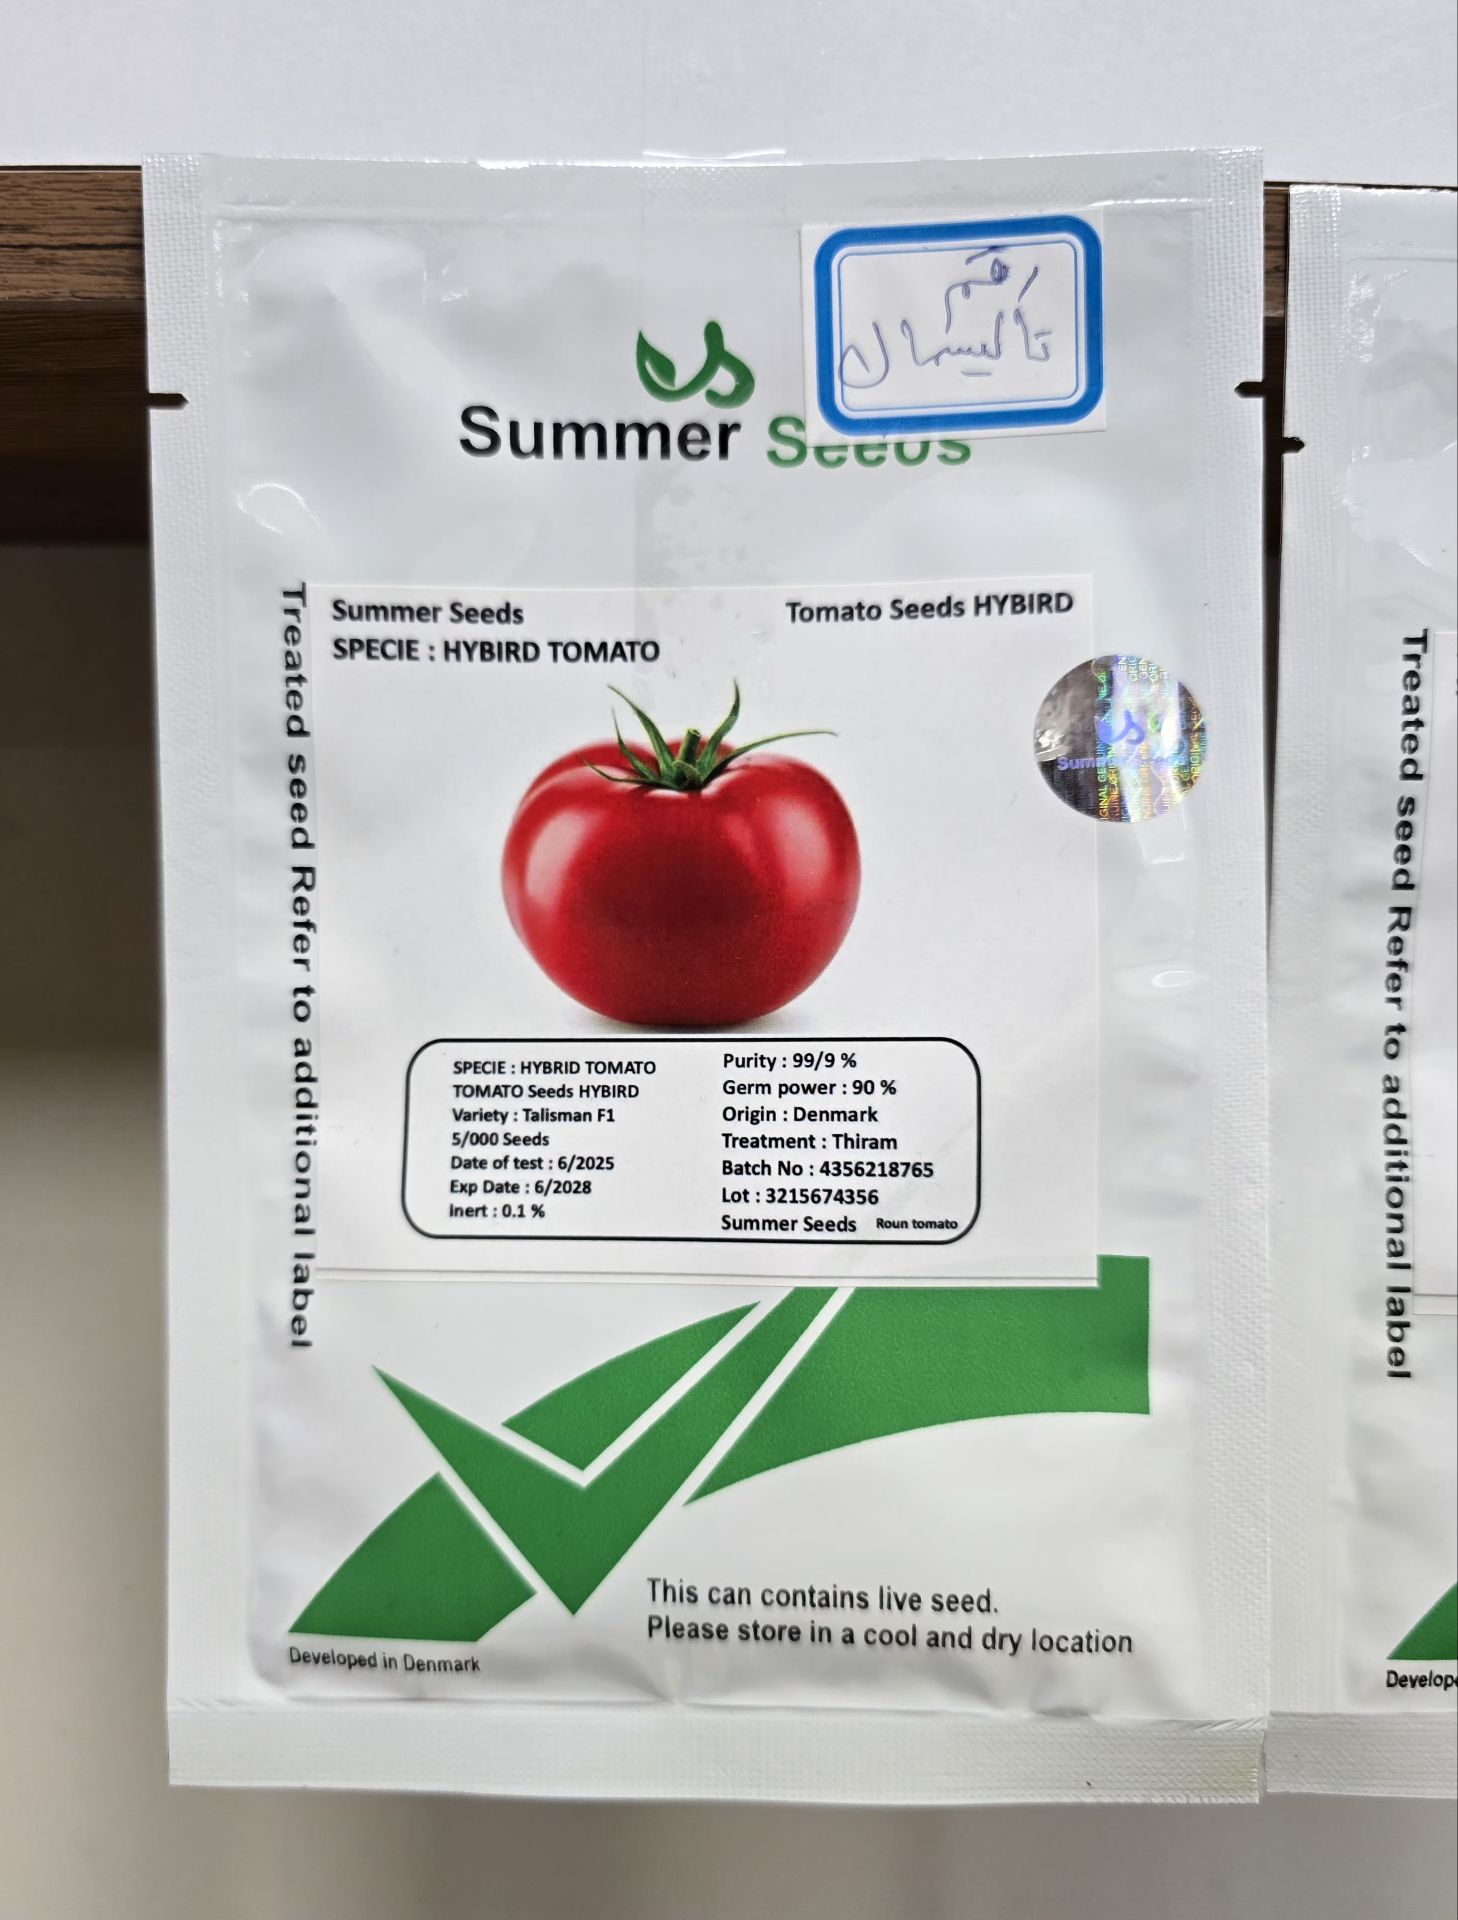 رقم
تالیسمال
Summer Seeds
Treated seed Refer to additional label
Summer Seeds
Tomato Seeds HYBIRD
SPECIE : HYBIRD TOMATO
SPECIE : HYBRID TOMATO
TOMATO Seeds HYBIRD
Variety : Talisman F1
5/000 Seeds
Date of test : 6/2025
Exp Date : 6/2028
Inert : 0.1 %
Purity : 99/9 %
Germ power : 90 %
Origin : Denmark
Treatment : Thiram
Batch No : 4356218765
Lot : 3215674356
Summer Seeds Roun tomato
This can contains live seed.
Please store in a cool and dry location
Developed in Denmark
Treated seed Refer to additional label